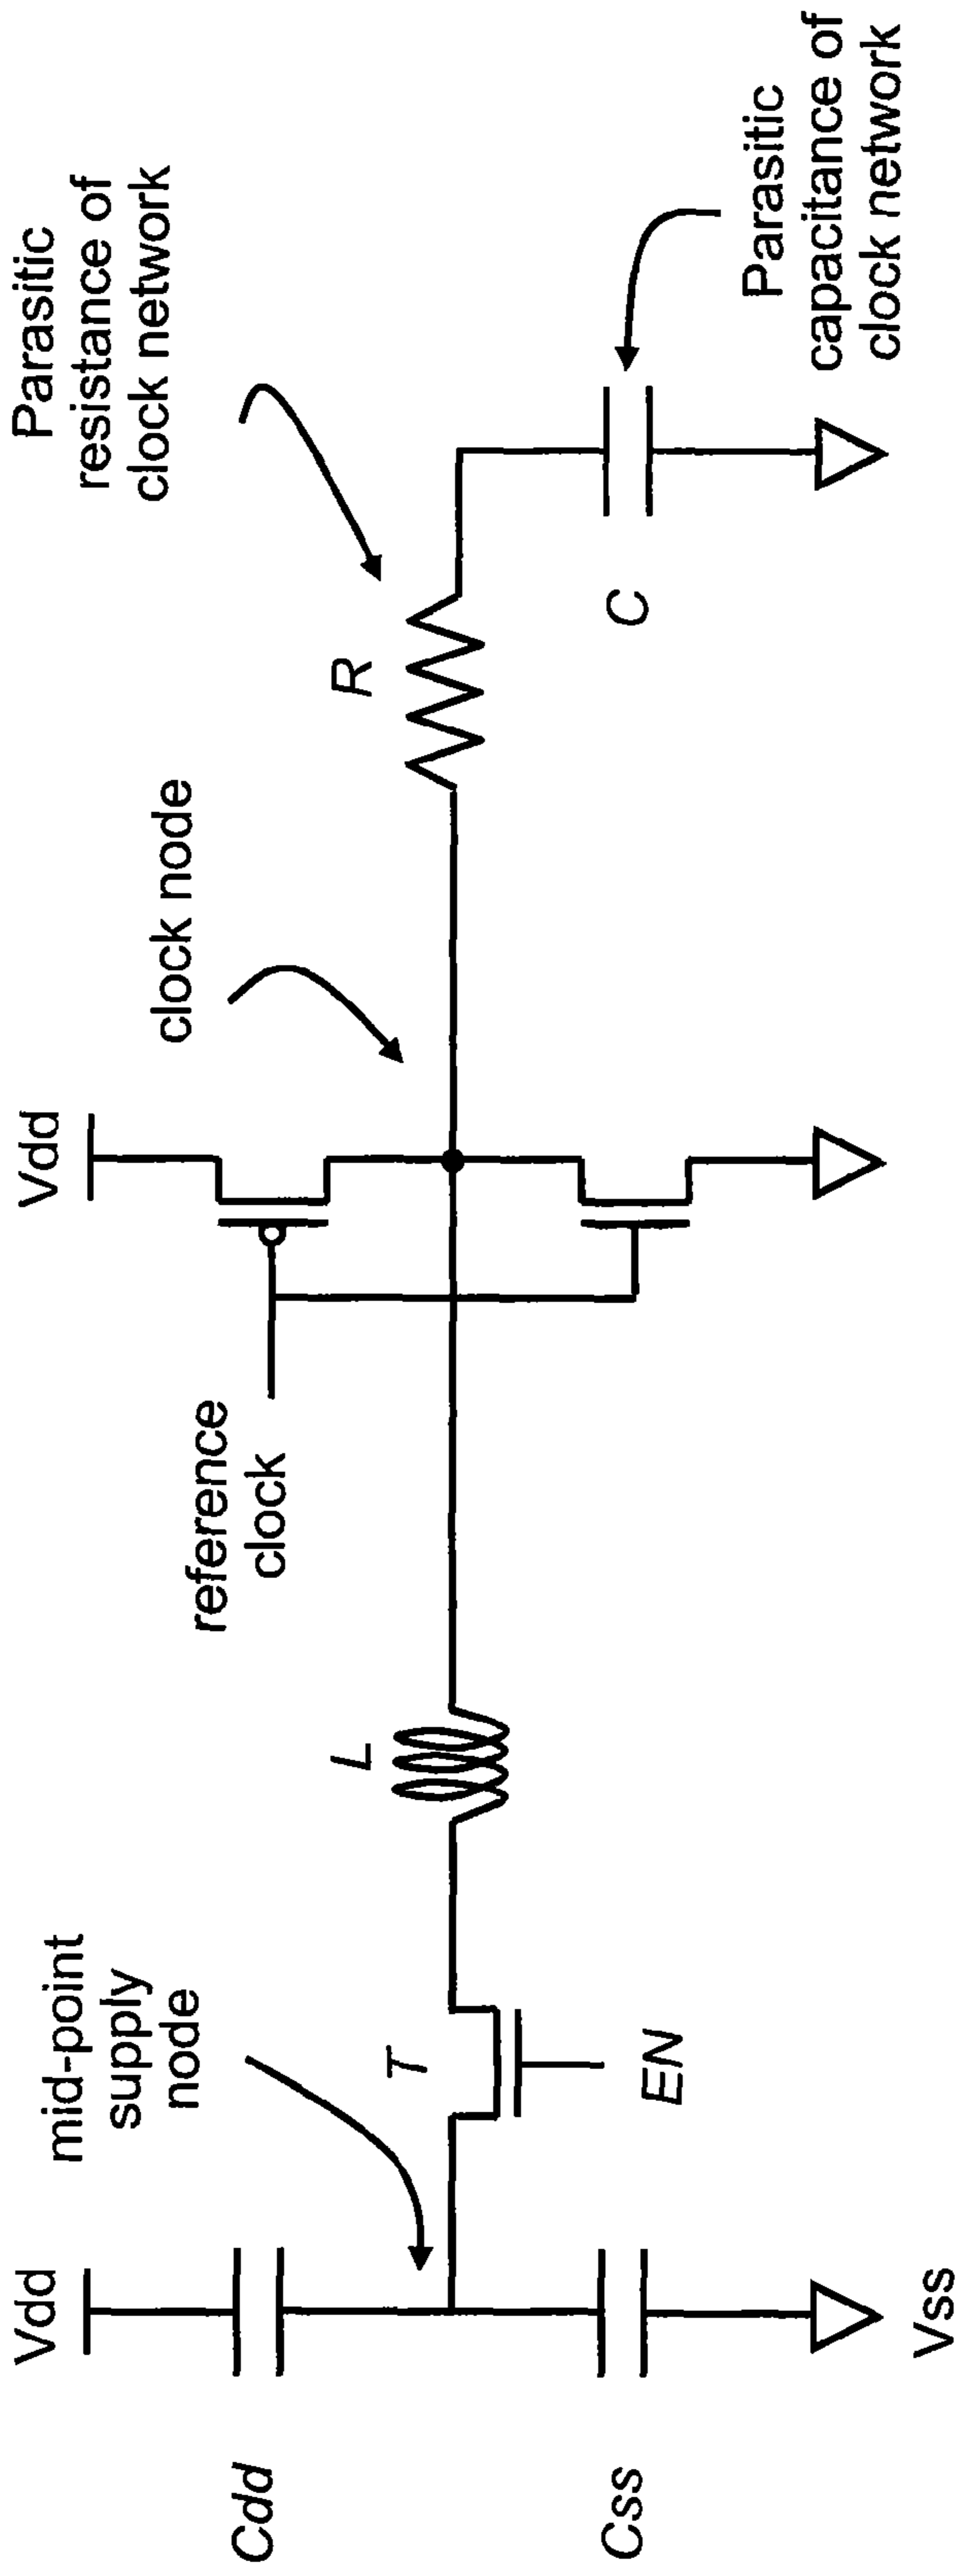 Vdd
mid-point
supply
node
Cdd
Css
Vss
T
EN
L
reference
clock
Vdd
clock node
R
Parasitic
resistance of
clock network
C
Parasitic
capacitance of
clock network